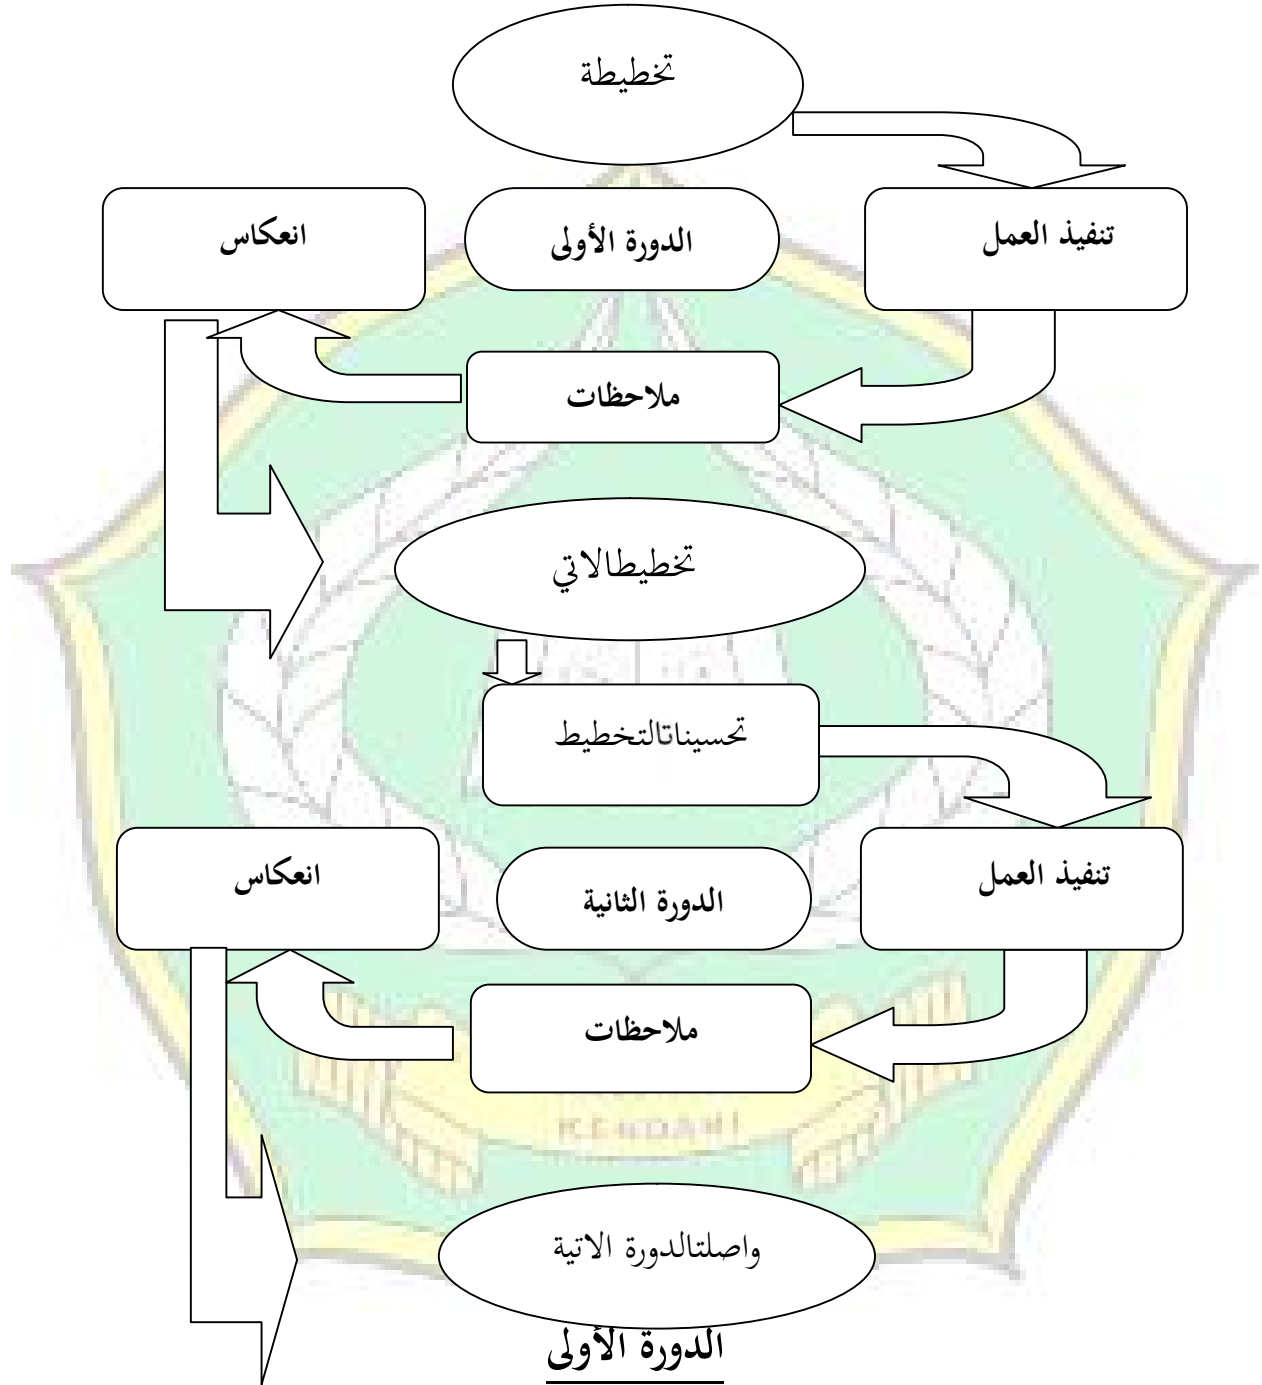 تخطيطة
تنفيذ العمل
الدورة الأولى
انعكاس
ملاحظات
تخطيطالاتي
تحسيناتالتخطيط
تنفيذ العمل
الدورة الثانية
انعكاس
ملاحظات
KENDARI
واصلتالدورة الاتية
الدورة الأولى